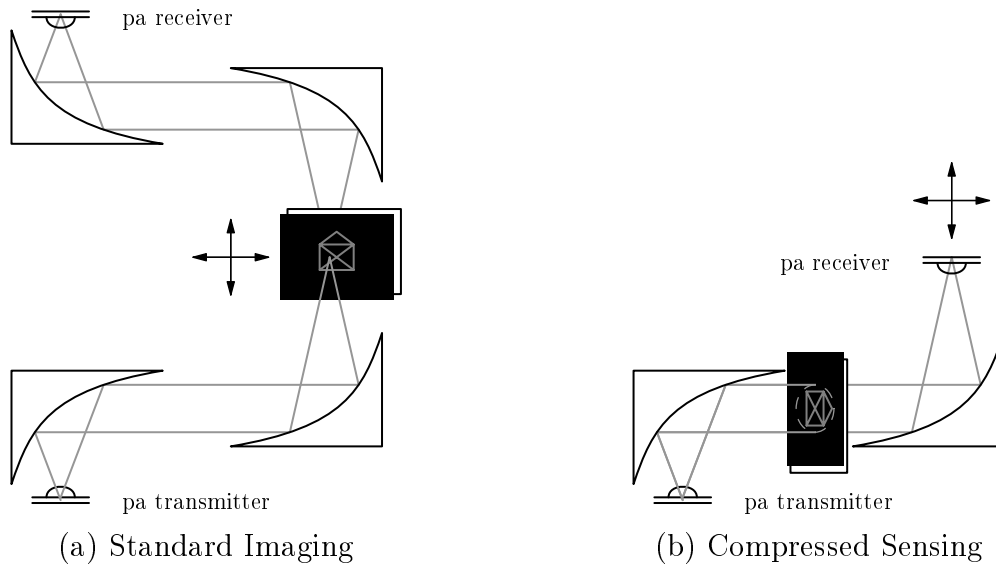 pa receiver
pa receiver
pa transmitter
pa transmitter
(a) Standard Imaging
(b) Compressed Sensing